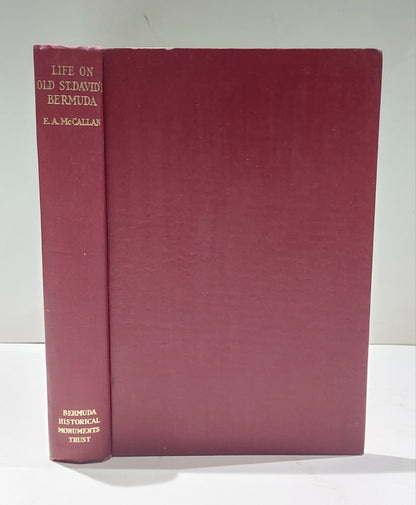 LIFE ON
OLD ST. DAVID'S
BERMUDA
E. A. McCALLAN
BERMUDA
HISTORICAL
MONUMENTS
TRUST